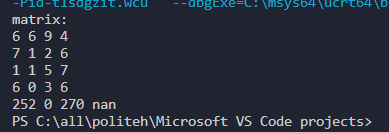 -Pid-tlsdgzit.wcu --dbgExe=C:\msys64\ucrt64\b
matrix:
6 6 9 4
7 1 2 6
1 1 5 7
6 0 3 6
252 0 270 nan
PS C:\all\politeh\Microsoft VS Code projects>